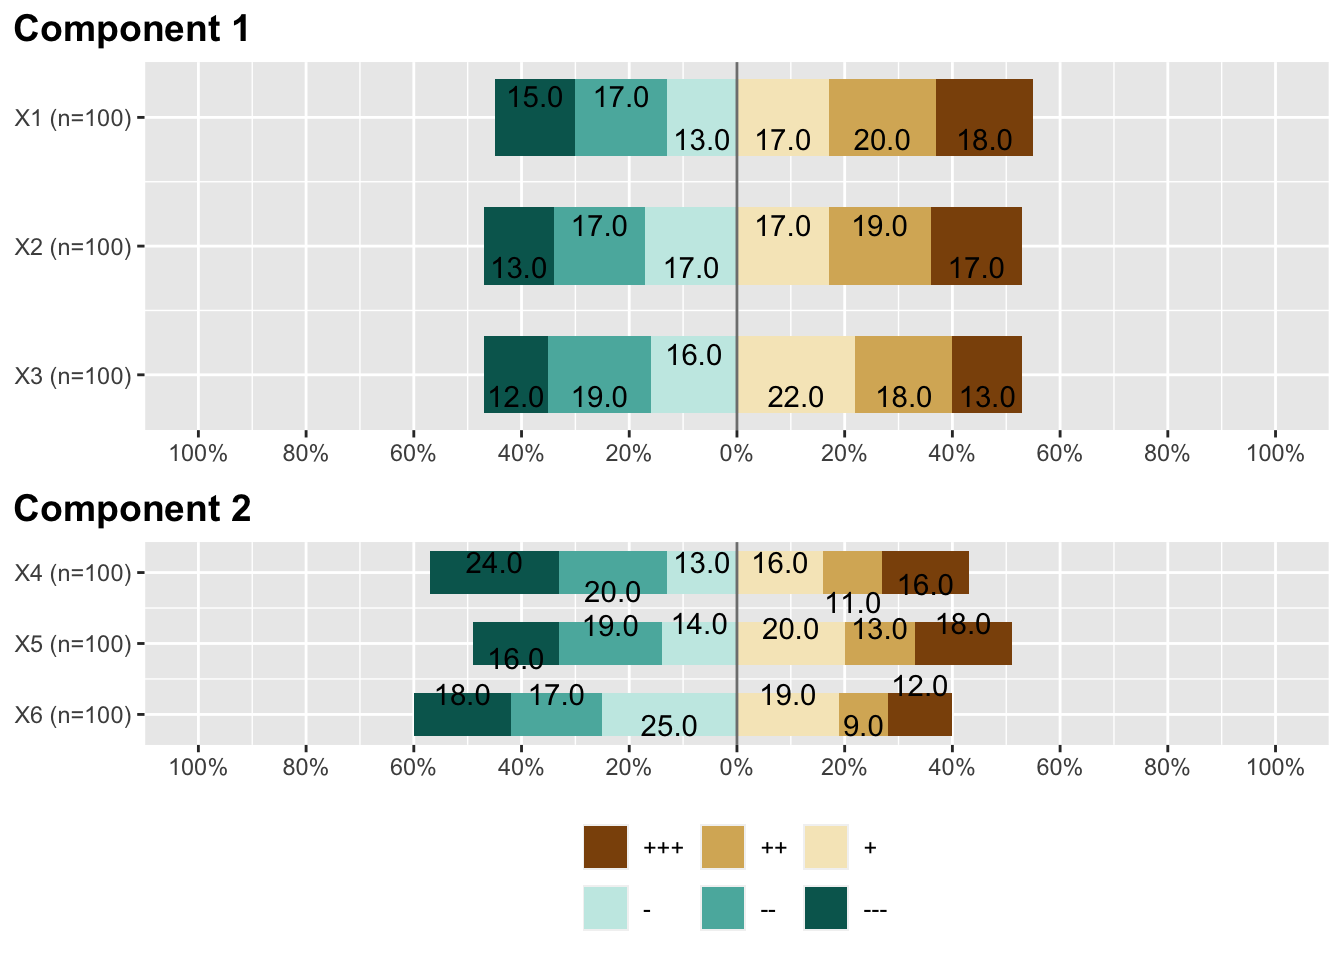 Component 1
X1 (n=100)
15.0 17.0 13.0 17.0 20.0 18.0
X2 (n=100)
13.0 17.0 17.0 17.0 19.0 17.0
X3 (n=100)
12.0 19.0 16.0 22.0 18.0 13.0
100% 80% 60% 40% 20% 0% 20% 40% 60% 80% 100%
Component 2
X4 (n=100)
24.0 20.0 13.0 16.0 11.0 16.0
X5 (n=100)
16.0 19.0 14.0 20.0 13.0 18.0
X6 (n=100)
18.0 17.0 25.0 19.0 9.0 12.0
100% 80% 60% 40% 20% 0% 20% 40% 60% 80% 100%
+++ ++ +
- -- ---